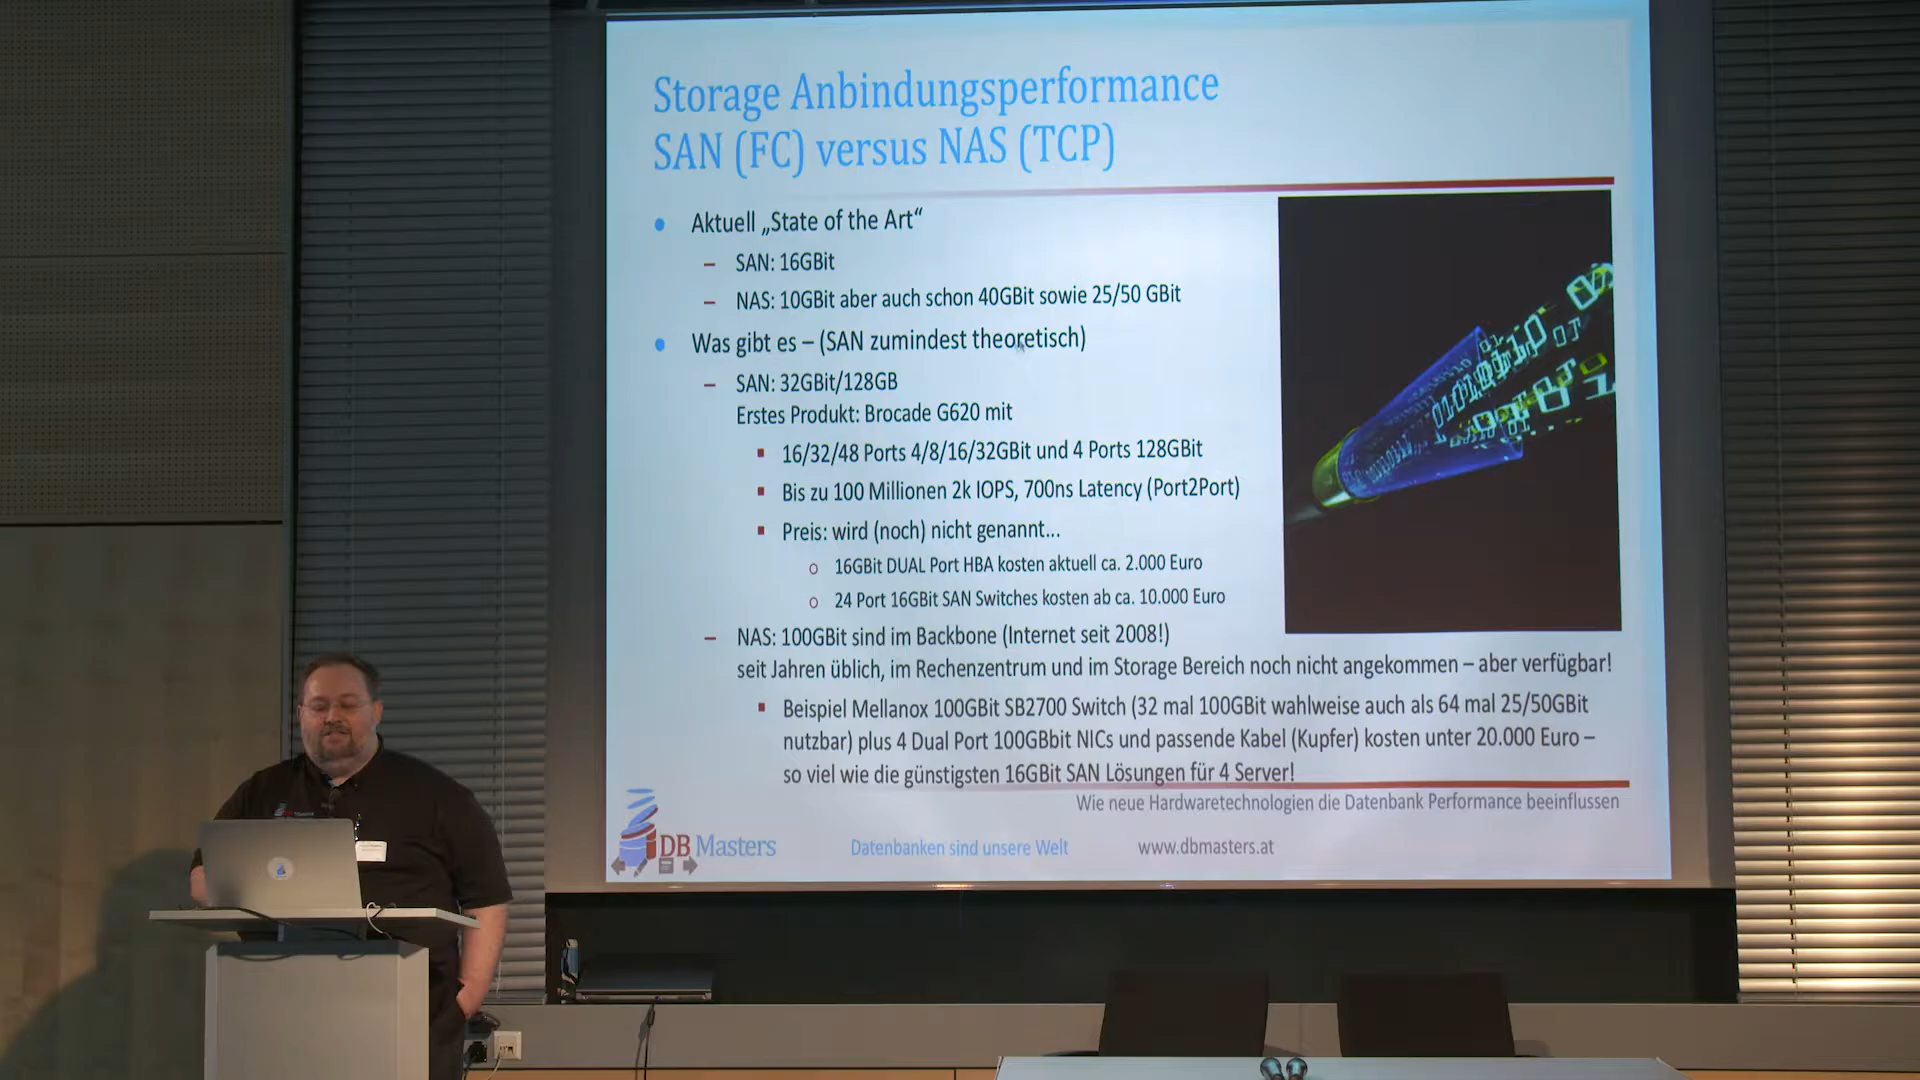 Storage Anbindungsperformance
SAN (FC) versus NAS (TCP)
• Aktuell „State of the Art“
– SAN: 16GBit
– NAS: 10GBit aber auch schon 40GBit sowie 25/50 GBit
• Was gibt es – (SAN zumindest theoretisch)
– SAN: 32GBit/128GB
Erstes Produkt: Brocade G620 mit
▪ 16/32/48 Ports 4/8/16/32GBit und 4 Ports 128GBit
▪ Bis zu 100 Millionen 2k IOPS, 700ns Latency (Port2Port)
▪ Preis: wird (noch) nicht genannt...
o 16GBit DUAL Port HBA kosten aktuell ca. 2.000 Euro
o 24 Port 16GBit SAN Switches kosten ab ca. 10.000 Euro
– NAS: 100GBit sind im Backbone (Internet seit 2008!)
seit Jahren üblich, im Rechenzentrum und im Storage Bereich noch nicht angekommen – aber verfügbar!
▪ Beispiel Mellanox 100GBit SB2700 Switch (32 mal 100GBit wahlweise auch als 64 mal 25/50GBit
nutzbar) plus 4 Dual Port 100GBbit NICs und passende Kabel (Kupfer) kosten unter 20.000 Euro –
so viel wie die günstigsten 16GBit SAN Lösungen für 4 Server!
Wie neue Hardwaretechnologien die Datenbank Performance beeinflussen
DB Masters
Datenbanken sind unsere Welt
www.dbmasters.at